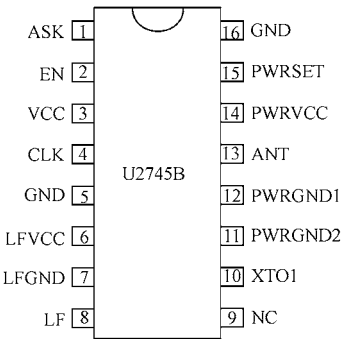 ASK 1 16 GND
EN 2 15 PWRSET
VCC 3 14 PWRVCC
CLK 4 13 ANT
U2745B
GND 5 12 PWRGND1
LFVCC 6 11 PWRGND2
LFGND 7 10 XTO1
LF 8 9 NC